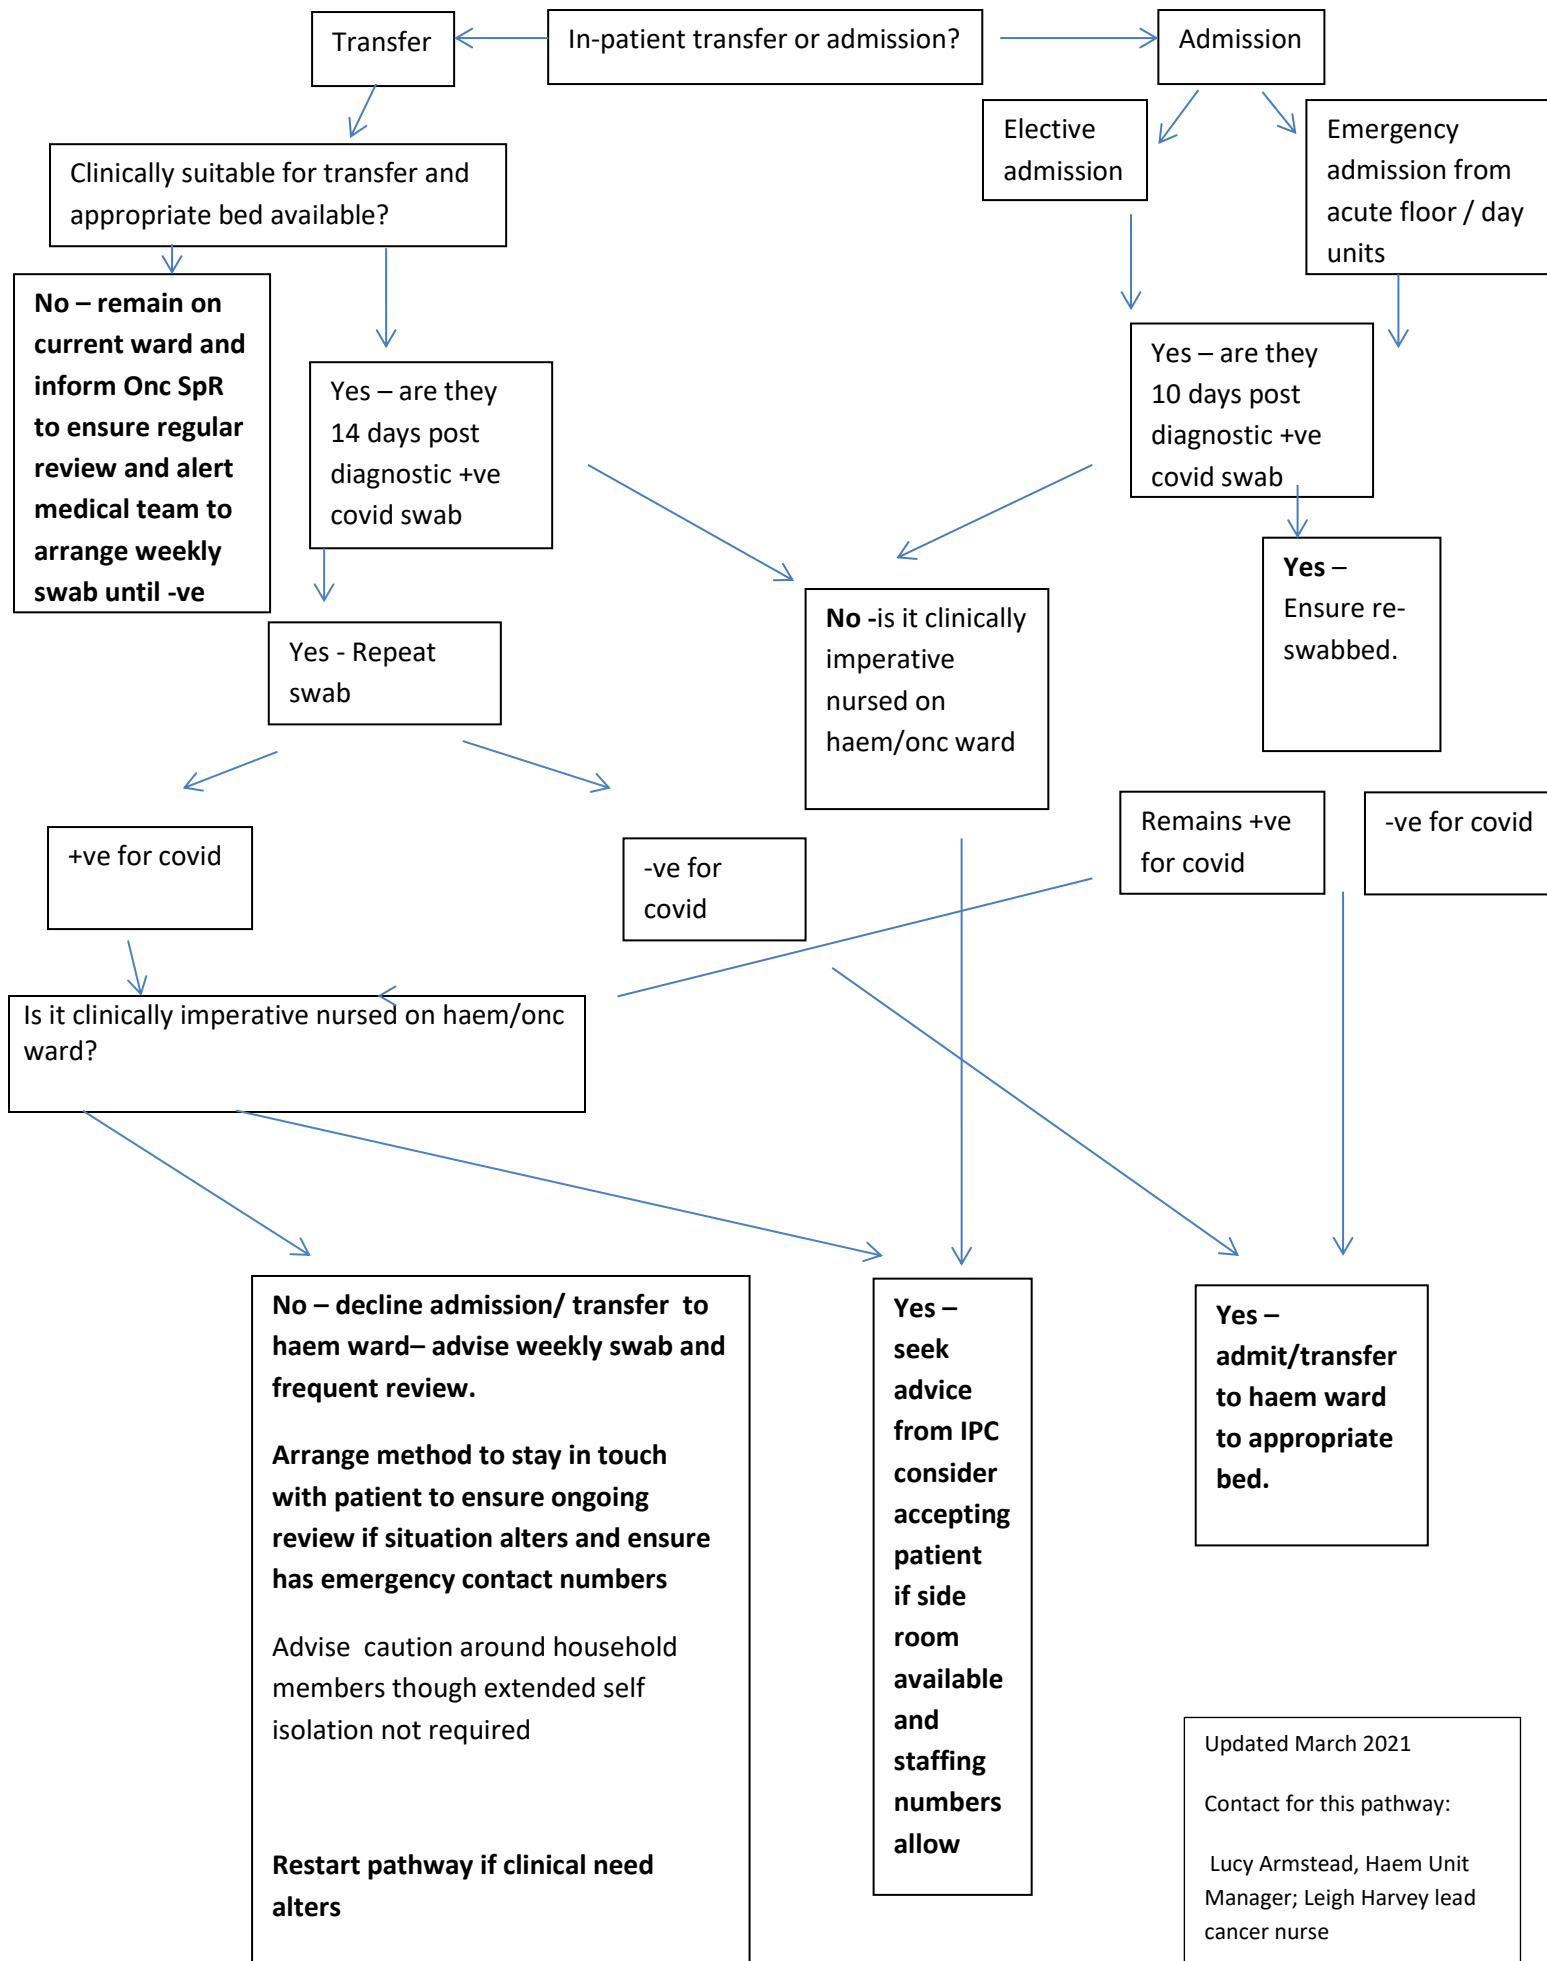 In-patient transfer or admission?
Transfer
Admission
Elective
admission
Emergency
admission from
acute floor / day
units
Clinically suitable for transfer and
appropriate bed available?
No – remain on
current ward and
inform Onc SpR
to ensure regular
review and alert
medical team to
arrange weekly
swab until -ve
Yes – are they
14 days post
diagnostic +ve
covid swab
Yes – are they
10 days post
diagnostic +ve
covid swab
Yes - Repeat
swab
No -is it clinically
imperative
nursed on
haem/onc ward
Yes –
Ensure re-
swabbed.
+ve for covid
-ve for
covid
Remains +ve
for covid
-ve for covid
Is it clinically imperative nursed on haem/onc
ward?
No – decline admission/ transfer  to
haem ward– advise weekly swab and
frequent review.
Arrange method to stay in touch
with patient to ensure ongoing
review if situation alters and ensure
has emergency contact numbers
Advise  caution around household
members though extended self
isolation not required
Restart pathway if clinical need
alters
Yes –
seek
advice
from IPC
consider
accepting
patient
if side
room
available
and
staffing
numbers
allow
Yes –
admit/transfer
to haem ward
to appropriate
bed.
Updated March 2021
Contact for this pathway:
Lucy Armstead, Haem Unit
Manager; Leigh Harvey lead
cancer nurse